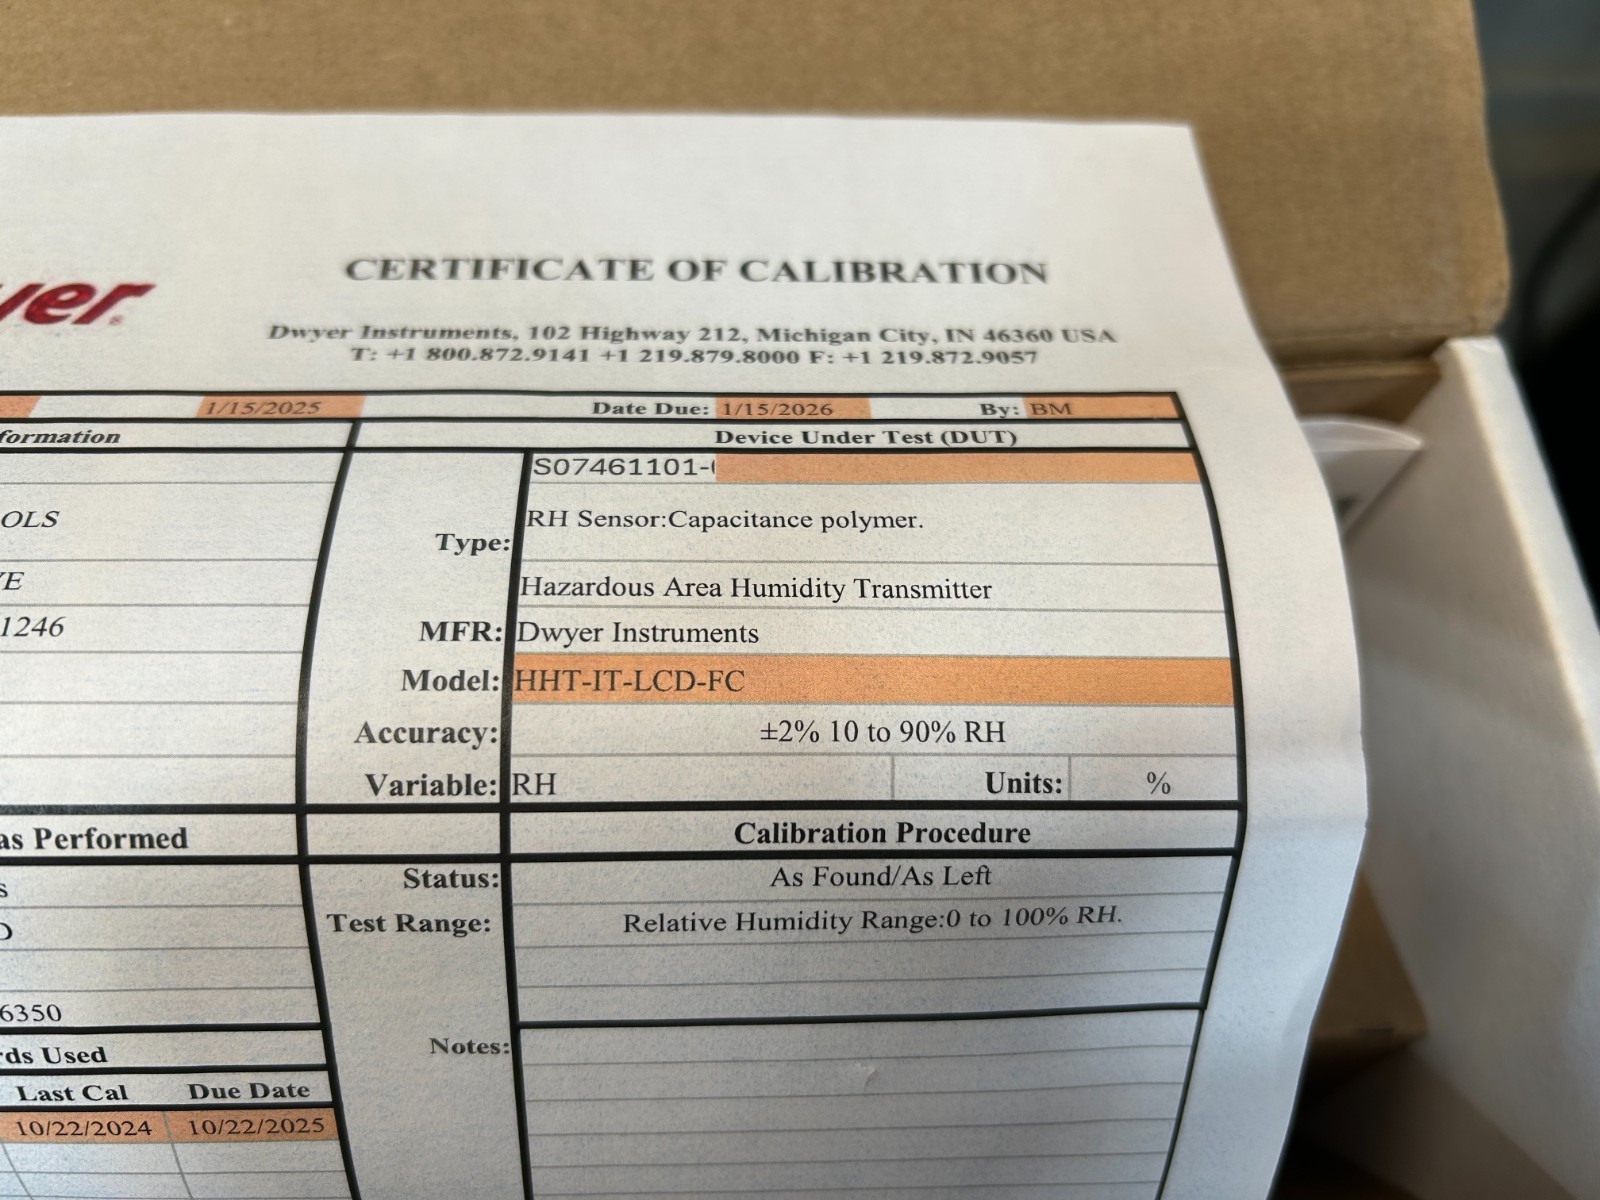 yer®
CERTIFICATE OF CALIBRATION
Dwyer Instruments, 102 Highway 212, Michigan City, IN 46360 USA
T: +1 800.872.9141 +1 219.879.8000 F: +1 219.872.9057
1/15/2025 Date Due: 1/15/2026 By: BM
formation Device Under Test (DUT)
S07461101-
OLS
Type: RH Sensor:Capacitance polymer.
VE Hazardous Area Humidity Transmitter
1246 MFR: Dwyer Instruments
Model: HHT-IT-LCD-FC
Accuracy: ±2% 10 to 90% RH
Variable: RH Units: %
as Performed Calibration Procedure
s Status: As Found/As Left
D Test Range: Relative Humidity Range:0 to 100% RH.
6350
Notes:
rds Used
Last Cal Due Date
10/22/2024 10/22/2025